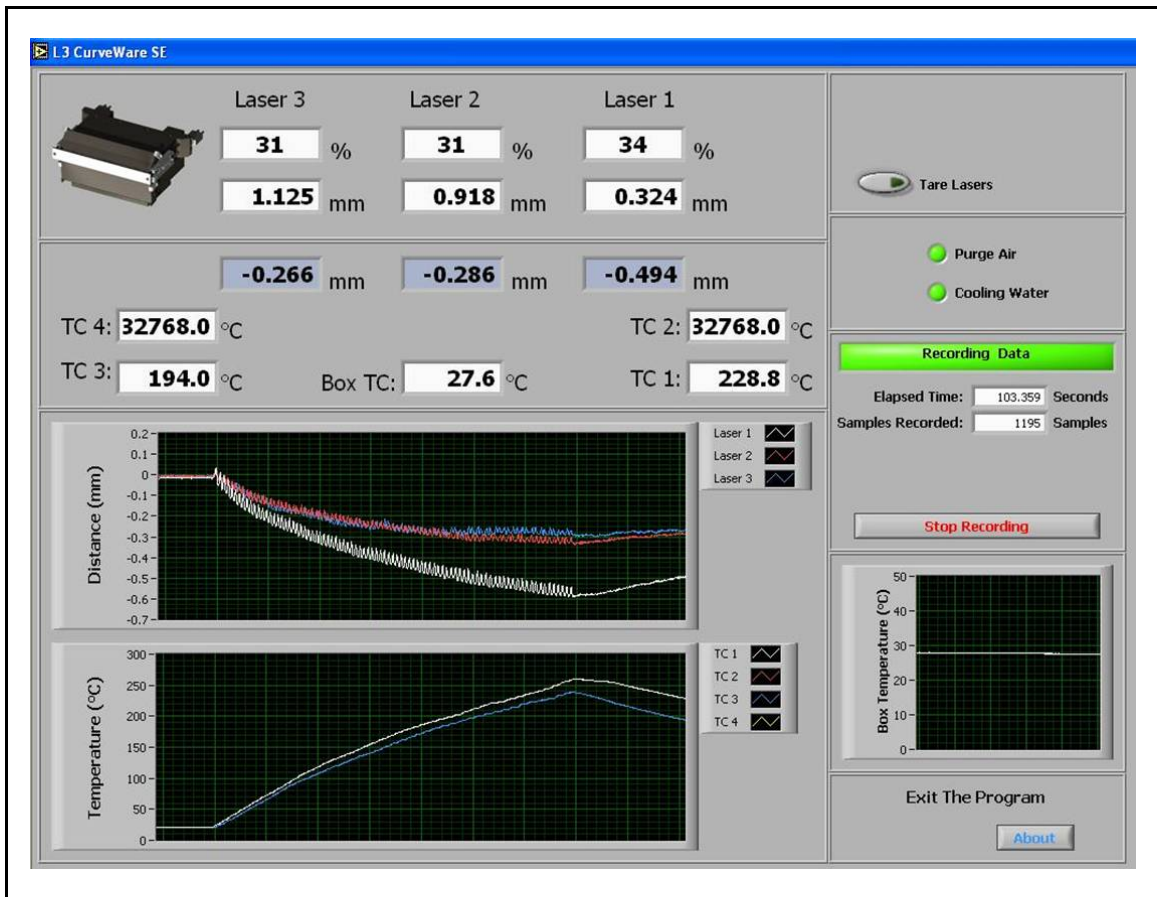 L3 CurveWare SE
Laser 3 Laser 2 Laser 1
31 % 31 % 34 %
1.125 mm 0.918 mm 0.324 mm
Tare Lasers
-0.266 mm -0.286 mm -0.494 mm
TC 4: 32768.0 °C TC 2: 32768.0 °C
TC 3: 194.0 °C Box TC: 27.6 °C TC 1: 228.8 °C
Purge Air
Cooling Water
Recording Data
Elapsed Time: 103.359 Seconds
Samples Recorded: 1195 Samples
Stop Recording
Distance (mm)
0.2
0.1
0
-0.1
-0.2
-0.3
-0.4
-0.5
-0.6
-0.7
Laser 1
Laser 2
Laser 3
Temperature (°C)
300
250
200
150
100
50
0
TC 1
TC 2
TC 3
TC 4
Box Temperature (°C)
50
40
30
20
10
0
Exit The Program
About